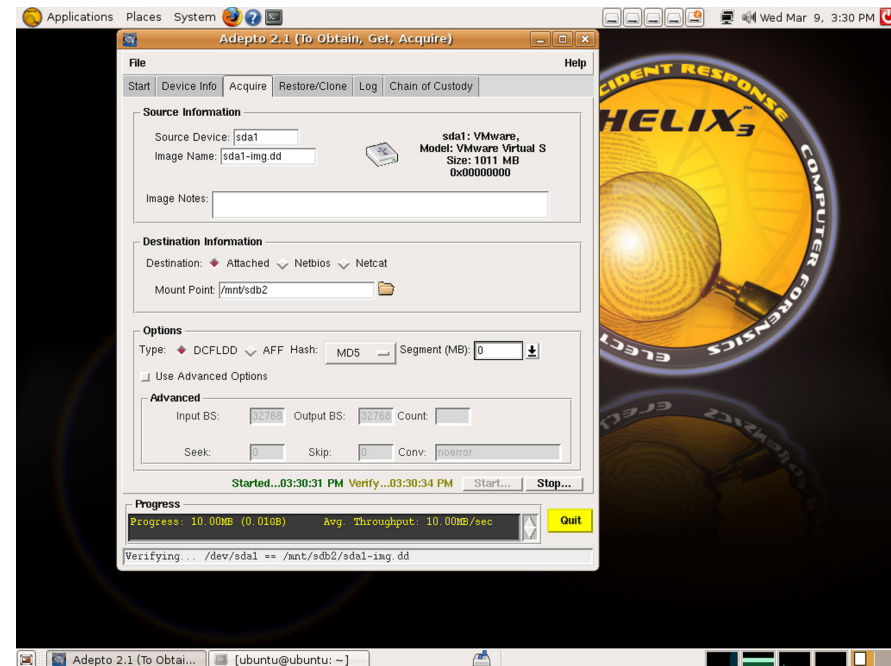 Applications Places System
Wed Mar 9, 3:30 PM
Adepto 2.1 (To Obtain, Get, Acquire)
File Help
Start Device Info Acquire Restore/Clone Log Chain of Custody
Source Information
Source Device: sda1
Image Name: sda1-img.dd
sda1: VMware,
Model: VMware Virtual S
Size: 1011 MB
0x00000000
Image Notes:
Destination Information
Destination: Attached Netbios Netcat
Mount Point: /mnt/sdb2
Options
Type: DCFLDD AFF Hash: MD5 Segment (MB): 0
Use Advanced Options
Advanced
Input BS: 32768 Output BS: 32768 Count:
Seek: 0 Skip: 0 Conv: noerror
Started...03:30:31 PM Verify...03:30:34 PM Start... Stop...
Progress
Progress: 10.00MB (0.01GB) Avg. Throughput: 10.00MB/sec
Quit
Verifying... /dev/sda1 == /mnt/sdb2/sda1-img.dd
CIDENT RESPONSE
HELIX3
COMPUTER FORENSICS
ELECT
DISC
Adepto 2.1 (To Obtai... [ubuntu@ubuntu: ~]